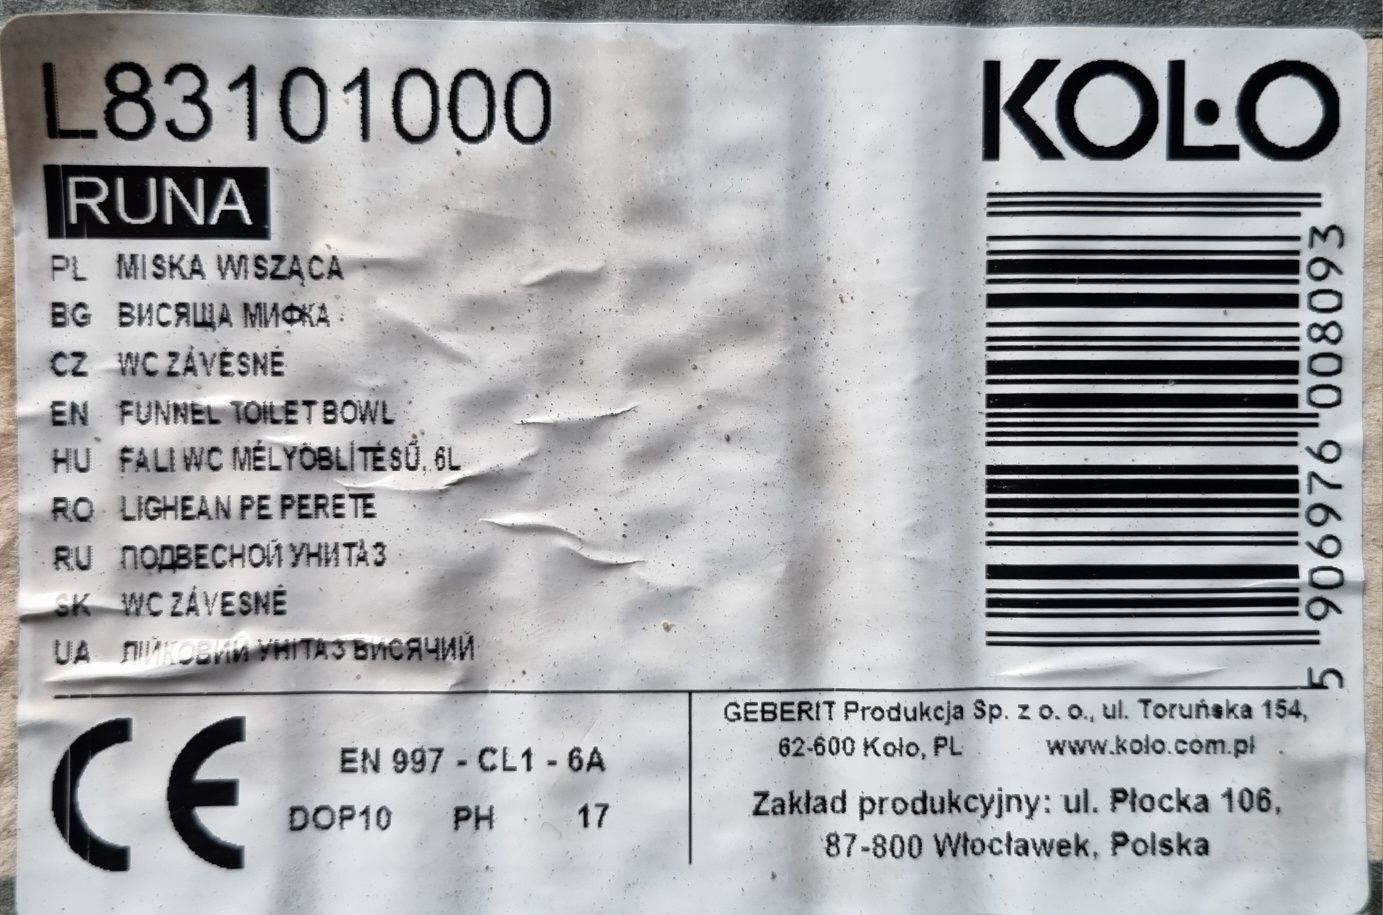 L83101000
KOŁO
RUNA
PL MISKA WISZĄCA
BG ВИСЯЩА МИФКА
CZ WC ZÁVĚSNÉ
EN FUNNEL TOILET BOWL
HU FALI WC MÉLYÖBLÍTÉSŰ, 6L
RO LIGHEAN PE PERETE
RU ПОДВЕСНОЙ УНИТАЗ
SK WC ZÁVESNÉ
UA ЛІЙКОВИЙ УНІТАЗ ВИСЯЧИЙ
5 906976 008093
CE
EN 997 - CL1 - 6A
DOP10 PH 17
GEBERIT Produkcja Sp. z o. o., ul. Toruńska 154,
62-600 Koło, PL www.kolo.com.pl
Zakład produkcyjny: ul. Płocka 106,
87-800 Włocławek, Polska